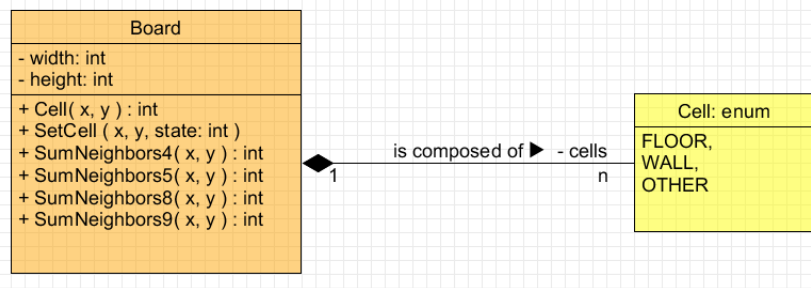 Board
- width: int
- height: int
+ Cell( x, y ) : int
+ SetCell ( x, y, state: int )
+ SumNeighbors4( x, y ) : int
+ SumNeighbors5( x, y ) : int
+ SumNeighbors8( x, y ) : int
+ SumNeighbors9( x, y ) : int
is composed of ▶ - cells
1
n
Cell: enum
FLOOR,
WALL,
OTHER